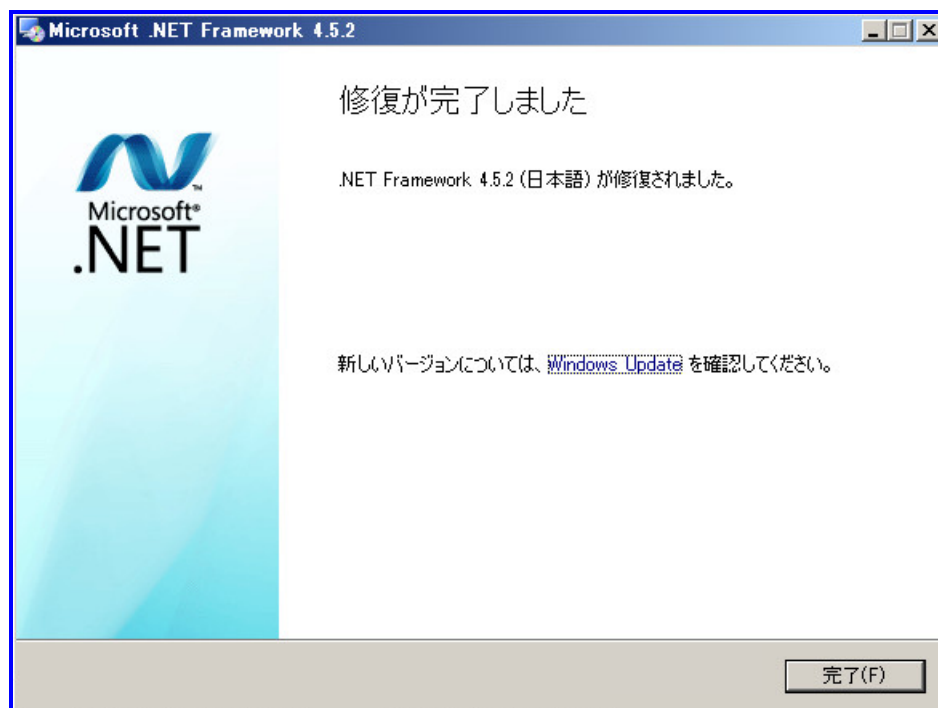 Microsoft .NET Framework 4.5.2
修復が完了しました
.NET Framework 4.5.2 (日本語) が修復されました。
Microsoft®
.NET
TM
新しいバージョンについては、Windows Update を確認してください。
完了(F)